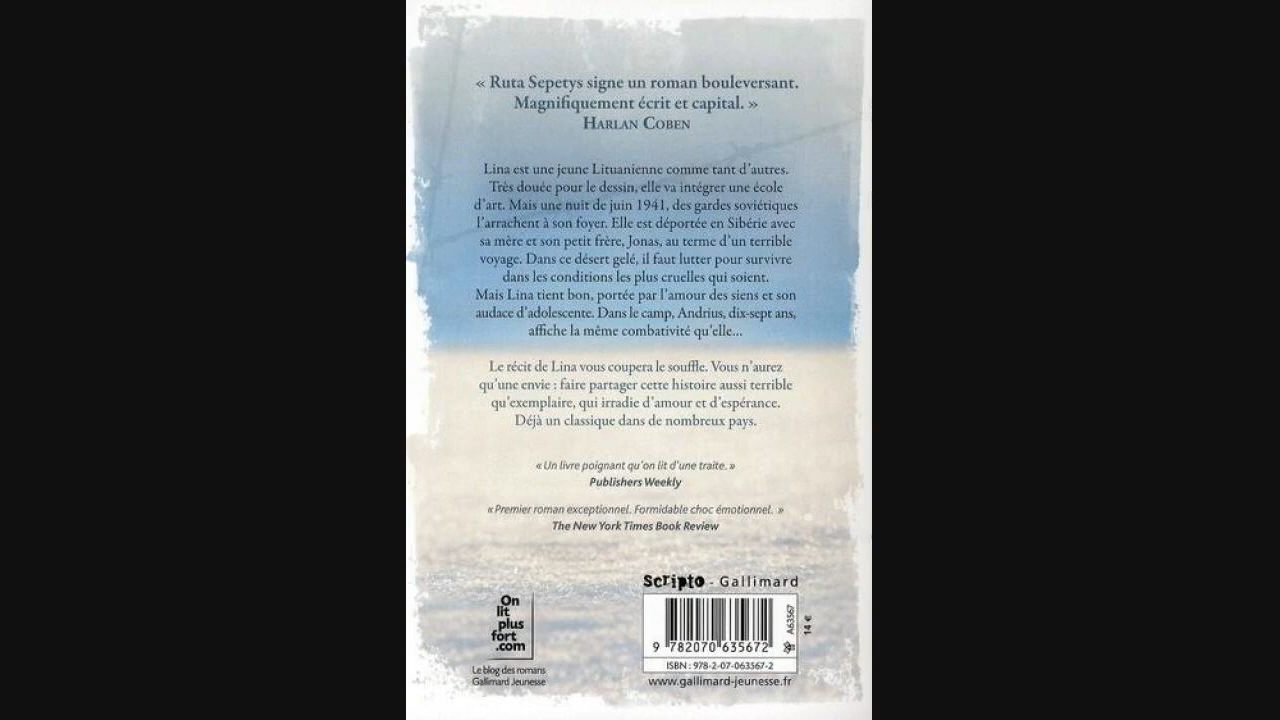 « Ruta Sepetys signe un roman bouleversant.
Magnifiquement écrit et capital. »
HARLAN COBEN
Lina est une jeune Lituanienne comme tant d'autres.
Très douée pour le dessin, elle va intégrer une école
d'art. Mais une nuit de juin 1941, des gardes soviétiques
l'arrachent à son foyer. Elle est déportée en Sibérie avec
sa mère et son petit frère, Jonas, au terme d'un terrible
voyage. Dans ce désert gelé, il faut lutter pour survivre
dans les conditions les plus cruelles qui soient.
Mais Lina tient bon, portée par l'amour des siens et son
audace d'adolescente. Dans le camp, Andrius, dix-sept ans,
affiche la même combativité qu'elle...
Le récit de Lina vous coupera le souffle. Vous n'aurez
qu'une envie : faire partager cette histoire aussi terrible
qu'exemplaire, qui irradie d'amour et d'espérance.
Déjà un classique dans de nombreux pays.
« Un livre poignant qu'on lit d'une traite. »
Publishers Weekly
« Premier roman exceptionnel. Formidable choc émotionnel. »
The New York Times Book Review
On
lit
plus
fort
.com
Le blog des romans
Gallimard Jeunesse
Scripto - Gallimard
9 782070 635672
A63567
14 €
ISBN : 978-2-07-063567-2
www.gallimard-jeunesse.fr